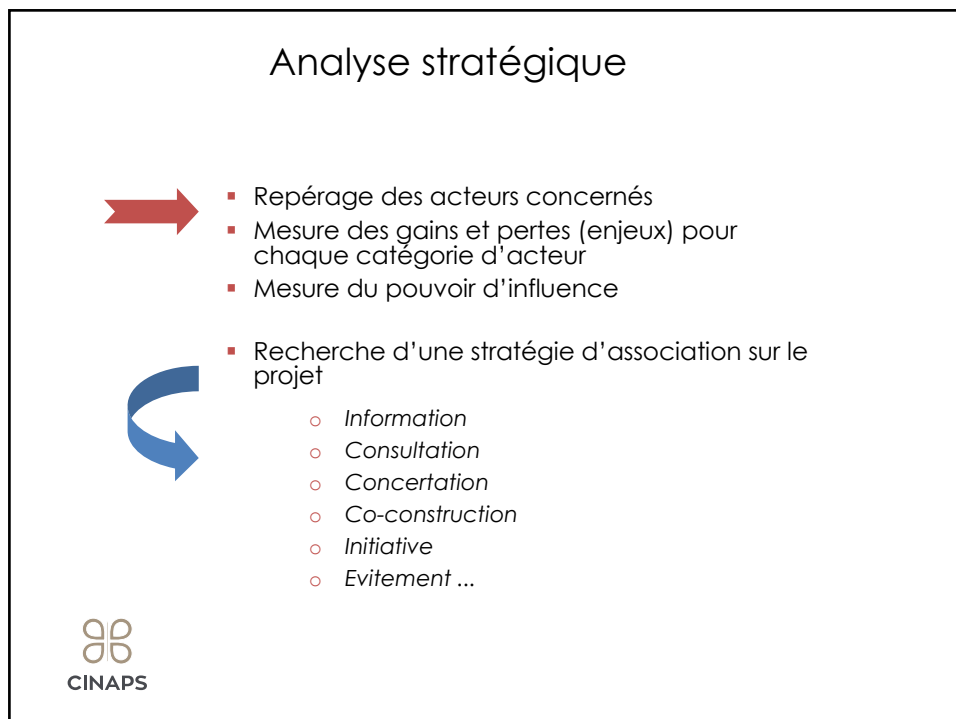 Analyse stratégique
▪ Repérage des acteurs concernés
▪ Mesure des gains et pertes (enjeux) pour
chaque catégorie d’acteur
▪ Mesure du pouvoir d’influence
▪ Recherche d’une stratégie d’association sur le
projet
o Information
o Consultation
o Concertation
o Co-construction
o Initiative
o Evitement ...
CINAPS